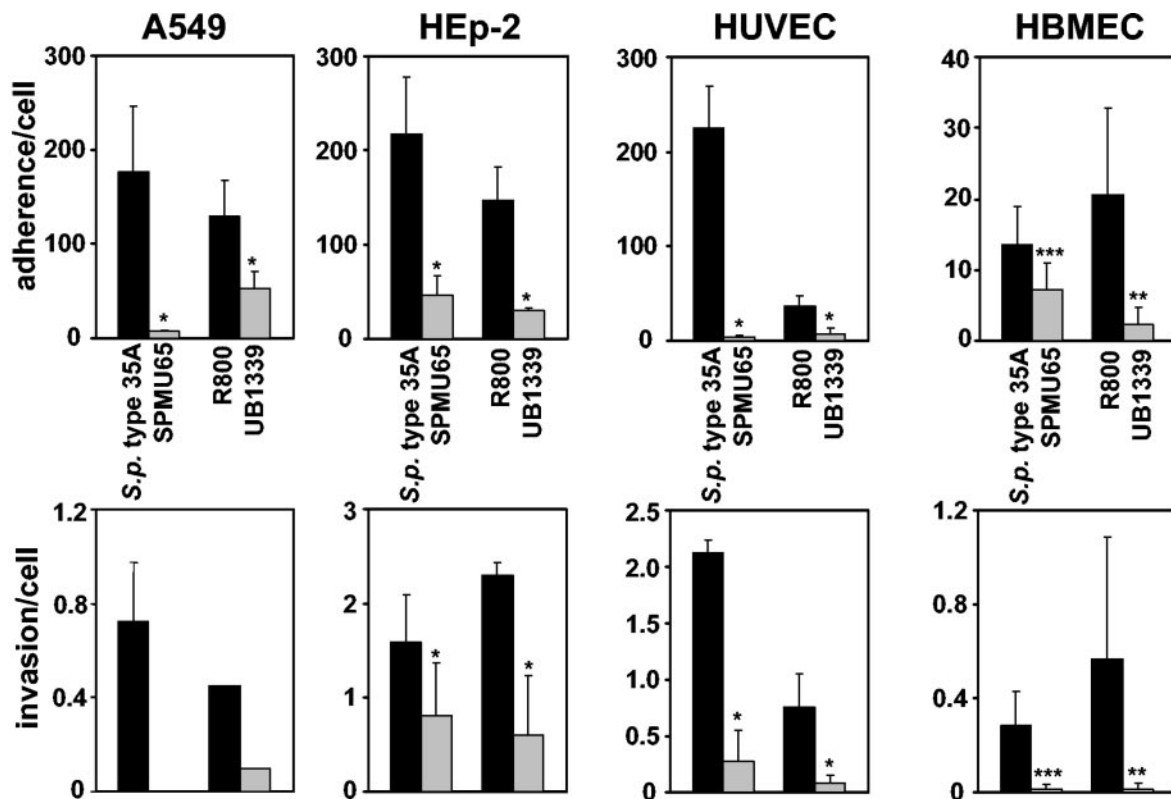 A549
HEp-2
HUVEC
HBMEC
adherence/cell
300
200
100
0
*
*
S.p. type 35A
SPMU65
R800
UB1339
300
200
100
0
*
*
S.p. type 35A
SPMU65
R800
UB1339
300
200
100
0
*
*
S.p. type 35A
SPMU65
R800
UB1339
40
30
20
10
0
***
**
S.p. type 35A
SPMU65
R800
UB1339
invasion/cell
1.2
0.8
0.4
0
3
2
1
0
*
*
2.5
2.0
1.5
1.0
0.5
0
*
*
1.2
0.8
0.4
0
***
**